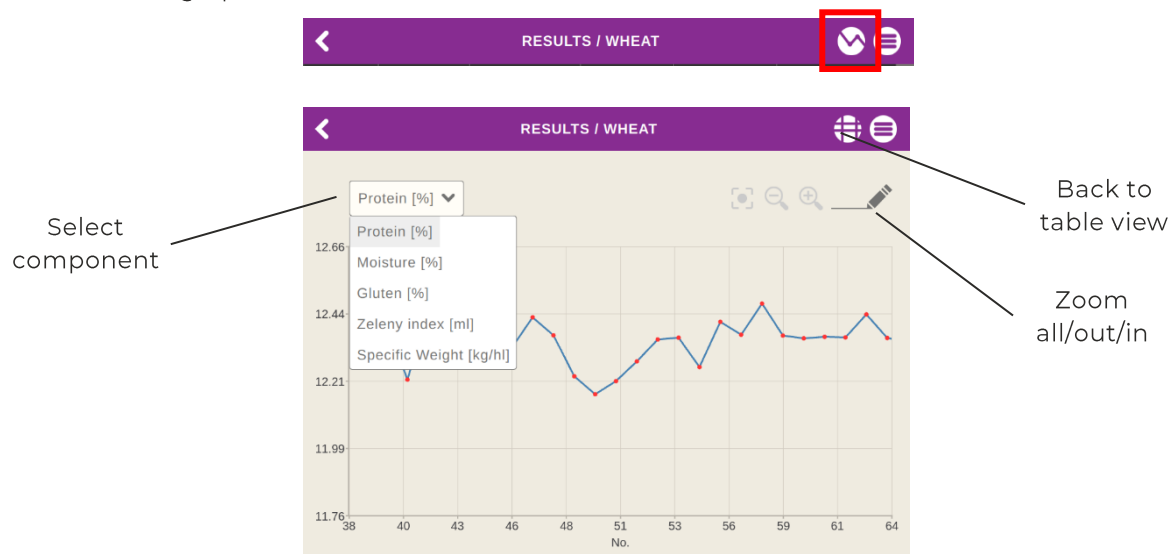 RESULTS / WHEAT
RESULTS / WHEAT
Protein [%]
Protein [%]
Moisture [%]
Gluten [%]
Zeleny index [ml]
Specific Weight [kg/hl]
Select
component
Back to
table view
Zoom
all/out/in
12.66
12.44
12.21
11.99
11.76
38 40 43 46 48 51 53 56 59 61 64
No.